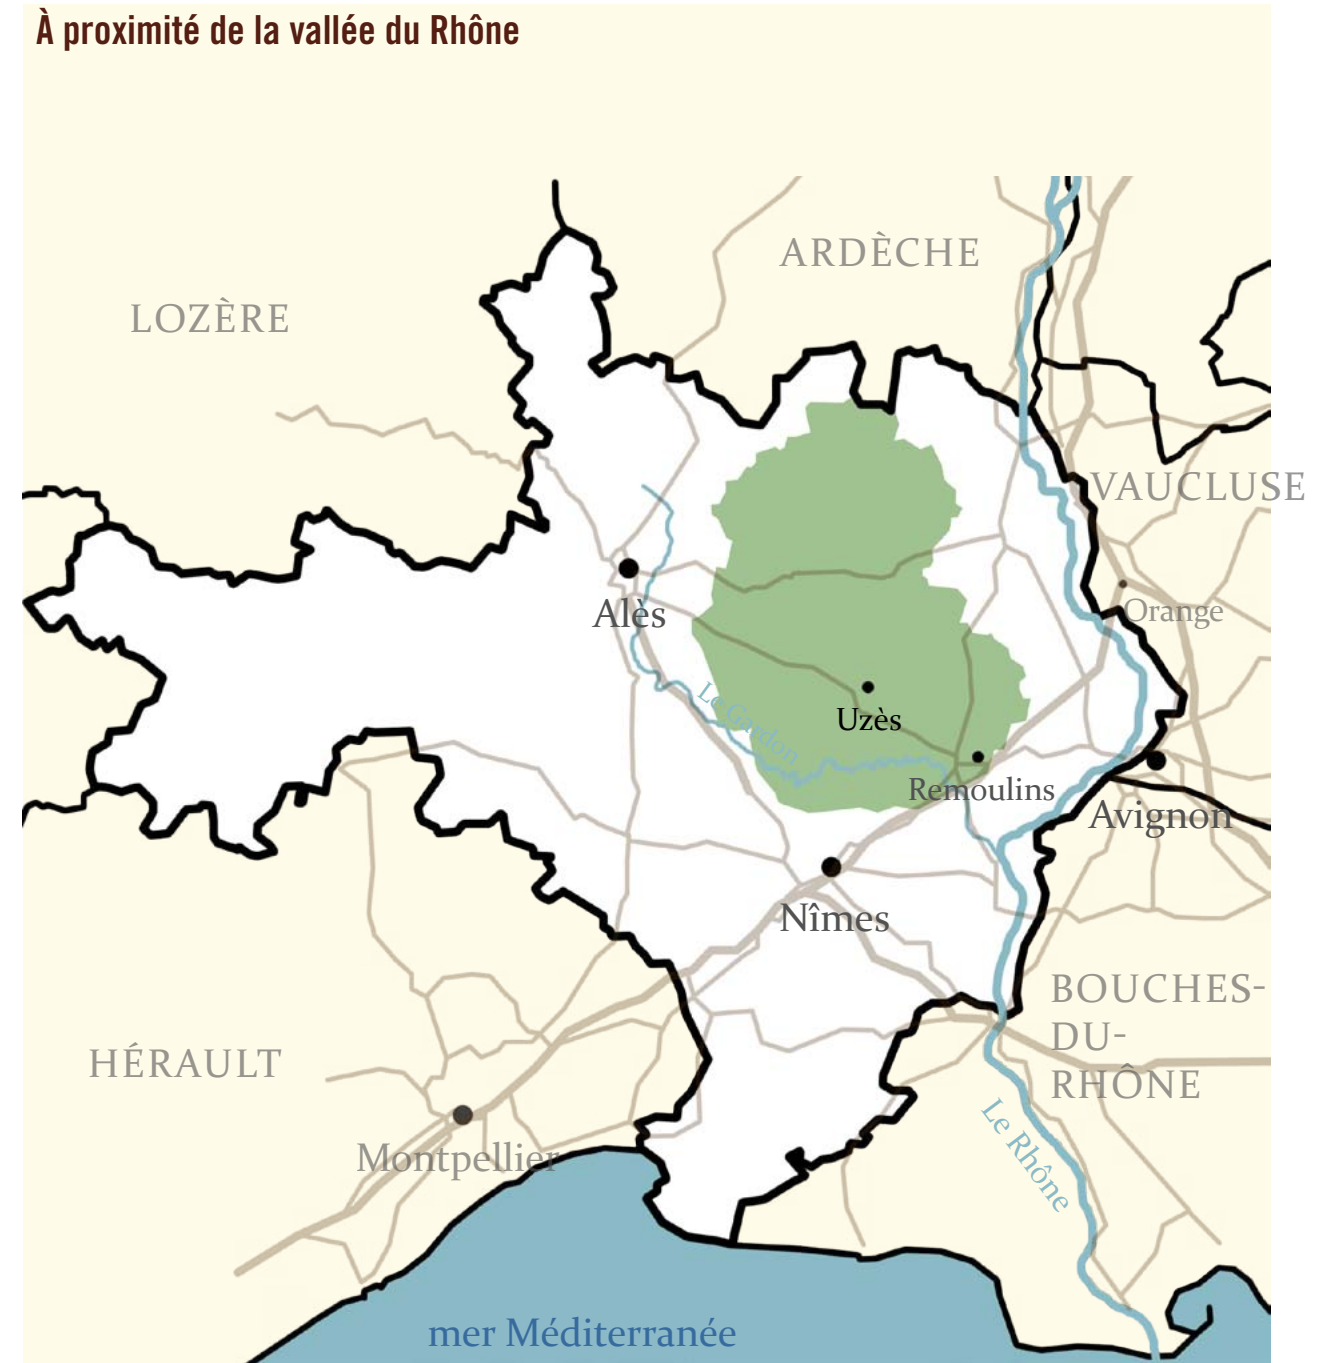 À proximité de la vallée du Rhône
ARDÈCHE
LOZÈRE
VAUCLUSE
Orange
Alès
Le Gardon
Uzès
Remoulins
Avignon
Nîmes
BOUCHES-
DU-
RHÔNE
HÉRAULT
Le Rhône
Montpellier
mer Méditerranée